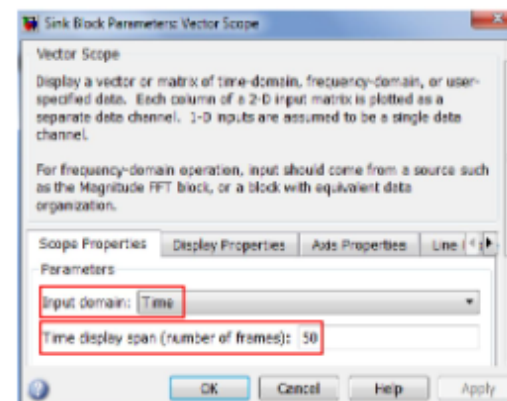 Sink Block Parameters: Vector Scope
Vector Scope
Display a vector or matrix of time-domain, frequency-domain, or user-
specified data. Each column of a 2-D input matrix is plotted as a
separate data channel. 1-D inputs are assumed to be a single data
channel.
For frequency-domain operation, input should come from a source such
as the Magnitude FFT block, or a block with equivalent data
organization.
Scope Properties Display Properties Axis Properties Line
Parameters
Input domain: Time
Time display span (number of frames): 50
OK Cancel Help Apply